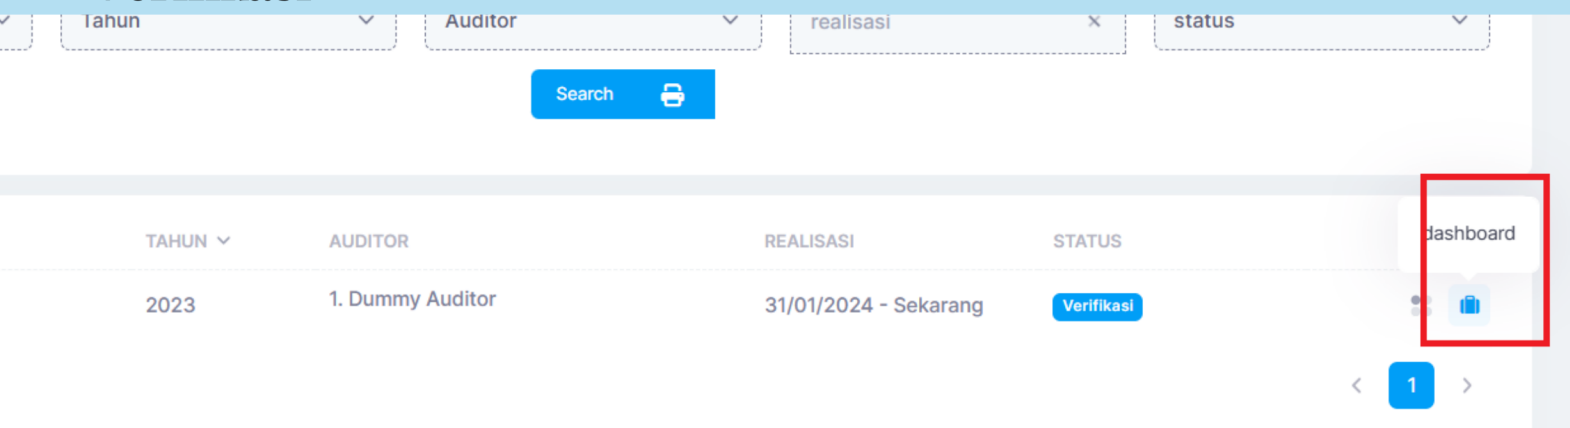 Tahun
Auditor
realisasi
status
Search
TAHUN
AUDITOR
REALISASI
STATUS
dashboard
2023
1. Dummy Auditor
31/01/2024 - Sekarang
Verifikasi
1